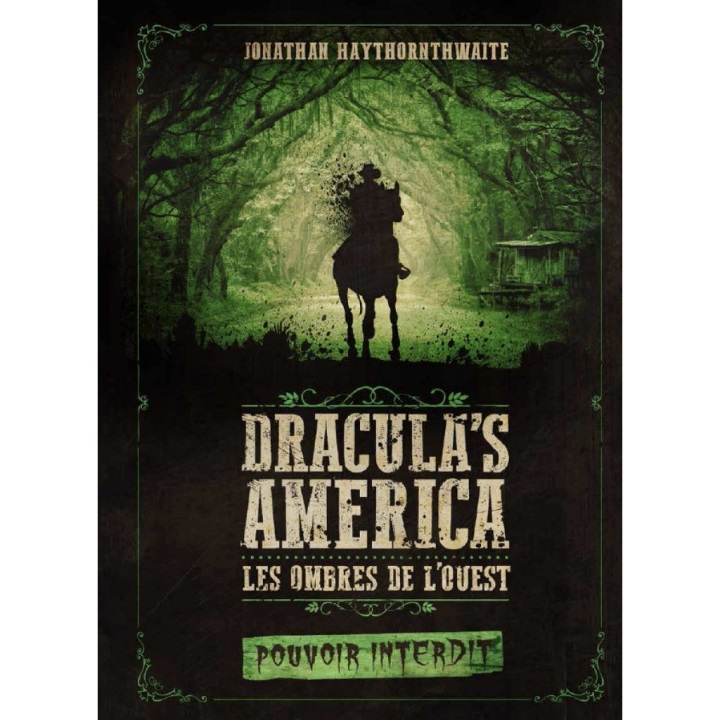 JONATHAN HAYTHORNTHWAITE
DRACULA'S
AMERICA
LES OMBRES DE L'OUEST
POUVOIR INTERDIT